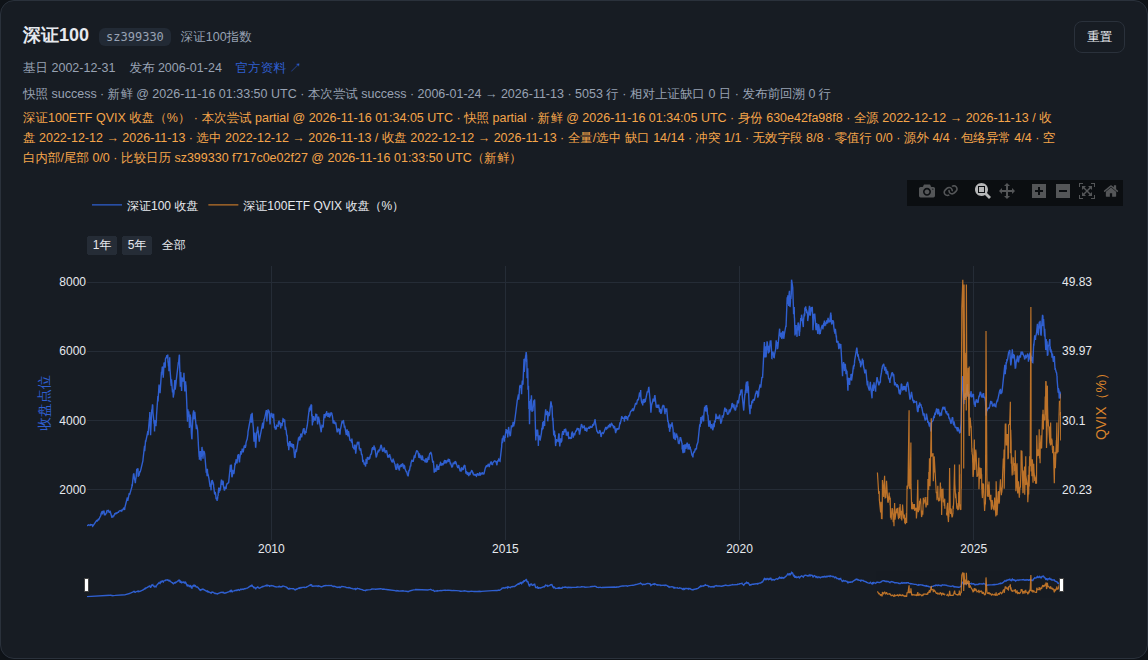 深证100 sz399330 深证100指数 重置
基日 2002-12-31 发布 2006-01-24 官方资料 ↗
快照 success · 新鲜 @ 2026-11-16 01:33:50 UTC · 本次尝试 success · 2006-01-24 → 2026-11-13 · 5053 行 · 相对上证缺口 0 日 · 发布前回溯 0 行
深证100ETF QVIX 收盘（%） · 本次尝试 partial @ 2026-11-16 01:34:05 UTC · 快照 partial · 新鲜 @ 2026-11-16 01:34:05 UTC · 身份 630e42fa98f8 · 全源 2022-12-12 → 2026-11-13 / 收
盘 2022-12-12 → 2026-11-13 · 选中 2022-12-12 → 2026-11-13 / 收盘 2022-12-12 → 2026-11-13 · 全量/选中 缺口 14/14 · 冲突 1/1 · 无效字段 8/8 · 零值行 0/0 · 源外 4/4 · 包络异常 4/4 · 空
白内部/尾部 0/0 · 比较日历 sz399330 f717c0e02f27 @ 2026-11-16 01:33:50 UTC（新鲜）
深证100 收盘 深证100ETF QVIX 收盘（%）
1年 5年 全部
8000 49.83
6000 39.97
4000 30.1
2000 20.23
收盘点位
QVIX（%）
2010 2015 2020 2025